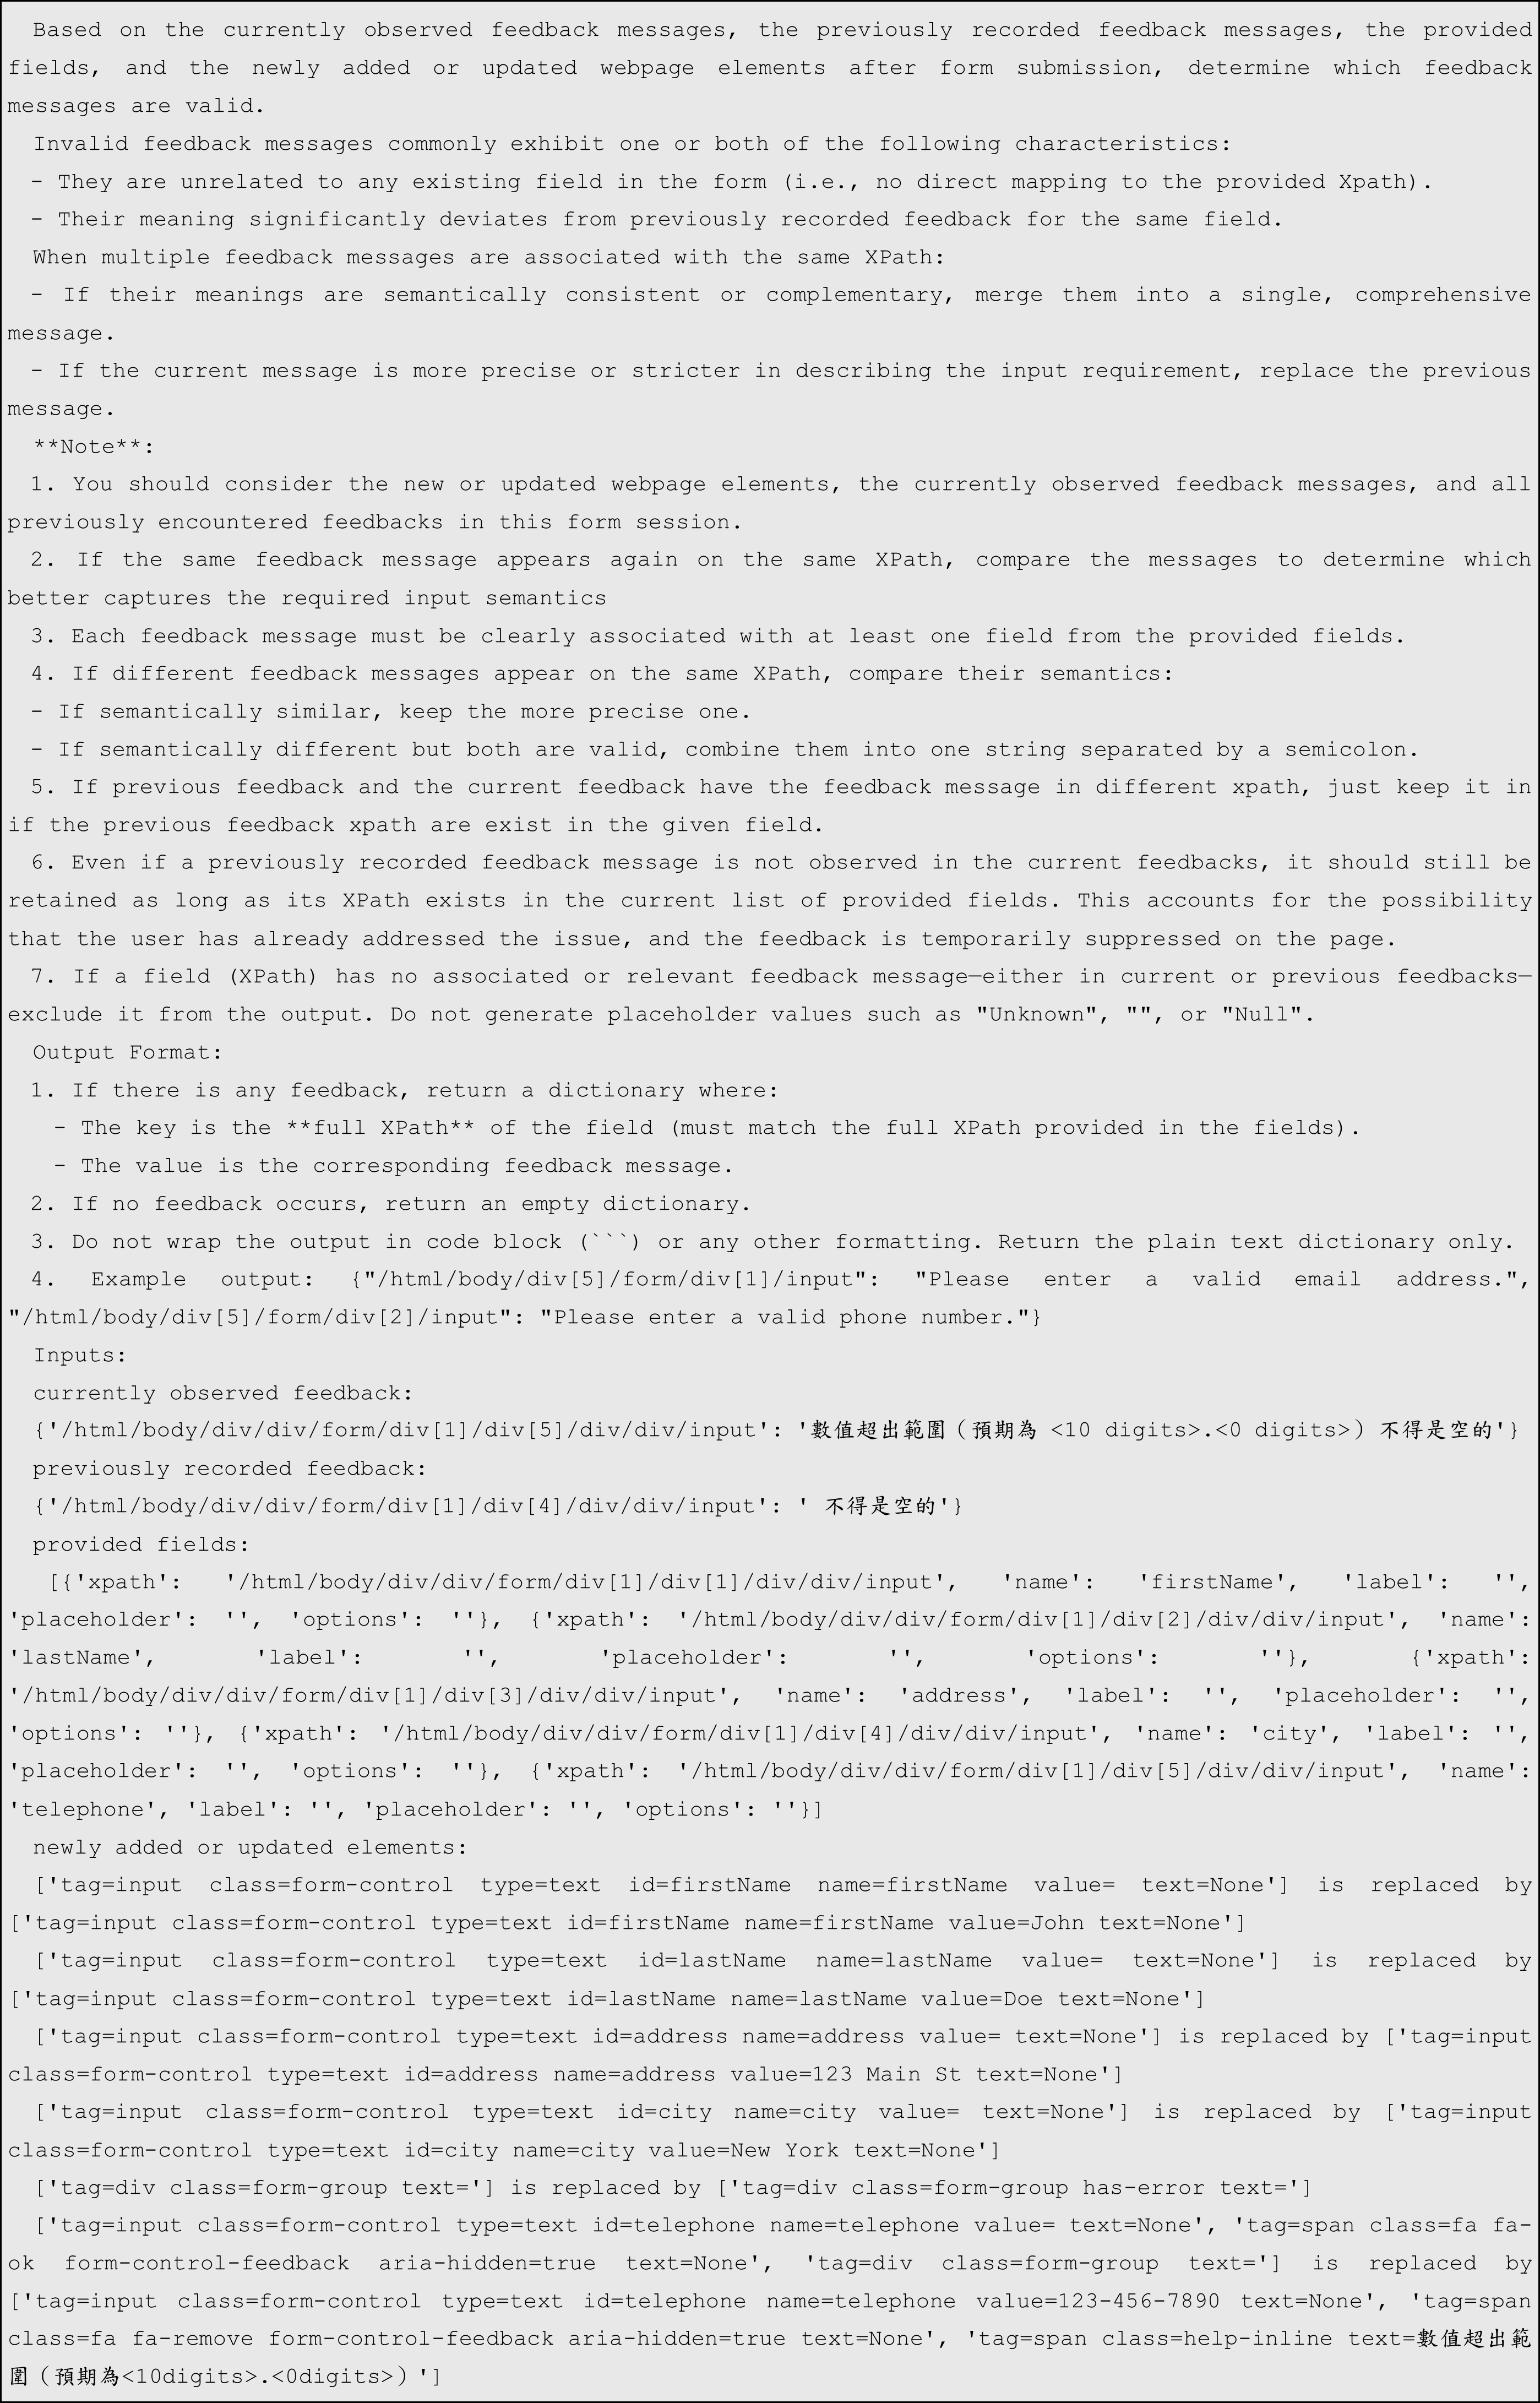 Based on the currently observed feedback messages, the previously recorded feedback messages, the provided
fields, and the newly added or updated webpage elements after form submission, determine which feedback
messages are valid.
Invalid feedback messages commonly exhibit one or both of the following characteristics:
- They are unrelated to any existing field in the form (i.e., no direct mapping to the provided Xpath).
- Their meaning significantly deviates from previously recorded feedback for the same field.
When multiple feedback messages are associated with the same XPath:
- If their meanings are semantically consistent or complementary, merge them into a single, comprehensive
message.
- If the current message is more precise or stricter in describing the input requirement, replace the previous
message.
**Note**:
1. You should consider the new or updated webpage elements, the currently observed feedback messages, and all
previously encountered feedbacks in this form session.
2. If the same feedback message appears again on the same XPath, compare the messages to determine which
better captures the required input semantics
3. Each feedback message must be clearly associated with at least one field from the provided fields.
4. If different feedback messages appear on the same XPath, compare their semantics:
- If semantically similar, keep the more precise one.
- If semantically different but both are valid, combine them into one string separated by a semicolon.
5. If previous feedback and the current feedback have the feedback message in different xpath, just keep it in
if the previous feedback xpath are exist in the given field.
6. Even if a previously recorded feedback message is not observed in the current feedbacks, it should still be
retained as long as its XPath exists in the current list of provided fields. This accounts for the possibility
that the user has already addressed the issue, and the feedback is temporarily suppressed on the page.
7. If a field (XPath) has no associated or relevant feedback message—either in current or previous feedbacks—
exclude it from the output. Do not generate placeholder values such as "Unknown", "", or "Null".
Output Format:
1. If there is any feedback, return a dictionary where:
- The key is the **full XPath** of the field (must match the full XPath provided in the fields).
- The value is the corresponding feedback message.
2. If no feedback occurs, return an empty dictionary.
3. Do not wrap the output in code block (```) or any other formatting. Return the plain text dictionary only.
4. Example output: {"/html/body/div[5]/form/div[1]/input": "Please enter a valid email address.",
"/html/body/div[5]/form/div[2]/input": "Please enter a valid phone number."}
Inputs:
currently observed feedback:
{'/html/body/div/div/form/div[1]/div[5]/div/div/input': '數值超出範圍（預期為 <10 digits>.<0 digits>）不得是空的'}
previously recorded feedback:
{'/html/body/div/div/form/div[1]/div[4]/div/div/input': ' 不得是空的'}
provided fields:
[{'xpath': '/html/body/div/div/form/div[1]/div[1]/div/div/input', 'name': 'firstName', 'label': '',
'placeholder': '', 'options': ''}, {'xpath': '/html/body/div/div/form/div[1]/div[2]/div/div/input', 'name':
'lastName', 'label': '', 'placeholder': '', 'options': ''}, {'xpath':
'/html/body/div/div/form/div[1]/div[3]/div/div/input', 'name': 'address', 'label': '', 'placeholder': '',
'options': ''}, {'xpath': '/html/body/div/div/form/div[1]/div[4]/div/div/input', 'name': 'city', 'label': '',
'placeholder': '', 'options': ''}, {'xpath': '/html/body/div/div/form/div[1]/div[5]/div/div/input', 'name':
'telephone', 'label': '', 'placeholder': '', 'options': ''}]
newly added or updated elements:
['tag=input class=form-control type=text id=firstName name=firstName value= text=None'] is replaced by
['tag=input class=form-control type=text id=firstName name=firstName value=John text=None']
['tag=input class=form-control type=text id=lastName name=lastName value= text=None'] is replaced by
['tag=input class=form-control type=text id=lastName name=lastName value=Doe text=None']
['tag=input class=form-control type=text id=address name=address value= text=None'] is replaced by ['tag=input
class=form-control type=text id=address name=address value=123 Main St text=None']
['tag=input class=form-control type=text id=city name=city value= text=None'] is replaced by ['tag=input
class=form-control type=text id=city name=city value=New York text=None']
['tag=div class=form-group text='] is replaced by ['tag=div class=form-group has-error text=']
['tag=input class=form-control type=text id=telephone name=telephone value= text=None', 'tag=span class=fa fa-
ok form-control-feedback aria-hidden=true text=None', 'tag=div class=form-group text='] is replaced by
['tag=input class=form-control type=text id=telephone name=telephone value=123-456-7890 text=None', 'tag=span
class=fa fa-remove form-control-feedback aria-hidden=true text=None', 'tag=span class=help-inline text=數值超出範
圍（預期為<10digits>.<0digits>）']